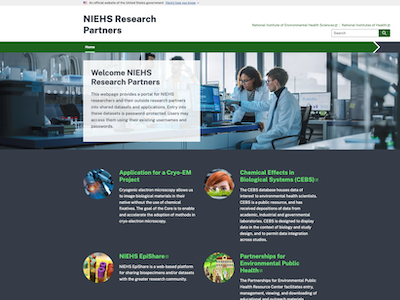 An official website of the United States government Here's how you know
NIEHS Research
Partners
National Institute of Environmental Health Sciences
National Institutes of Health
Search
Home
Welcome NIEHS
Research Partners
This webpage provides a portal for NIEHS
researchers and their outside research partners
into shared datasets and applications. Entry into
these datasets is password protected. Users may
access them using their existing usernames and
passwords.
Application for a Cryo-EM
Project
Cryogenic electron microscopy allows us
to image biological materials in their
native without the use of chemical
fixatives. The goal of the Core is to enable
and accelerate the adoption of methods in
cryo-electron microscopy.
Chemical Effects in
Biological Systems (CEBS)
The CEBS database houses data of
interest to environmental health scientists.
CEBS is a public resource, and has
received depositions of data from
academic, industrial and governmental
laboratories. CEBS is designed to display
data in the context of biology and study
design, and to permit data integration
across studies.
NIEHS EpiShare
NIEHS EpiShare is a web-based platform
for sharing biospecimens and/or datasets
with the greater research community.
Partnerships for
Environmental Public
Health
The Partnerships for Environmental Public
Health Resource Center facilitates entry,
management, viewing, and downloading of
educational and outreach materials